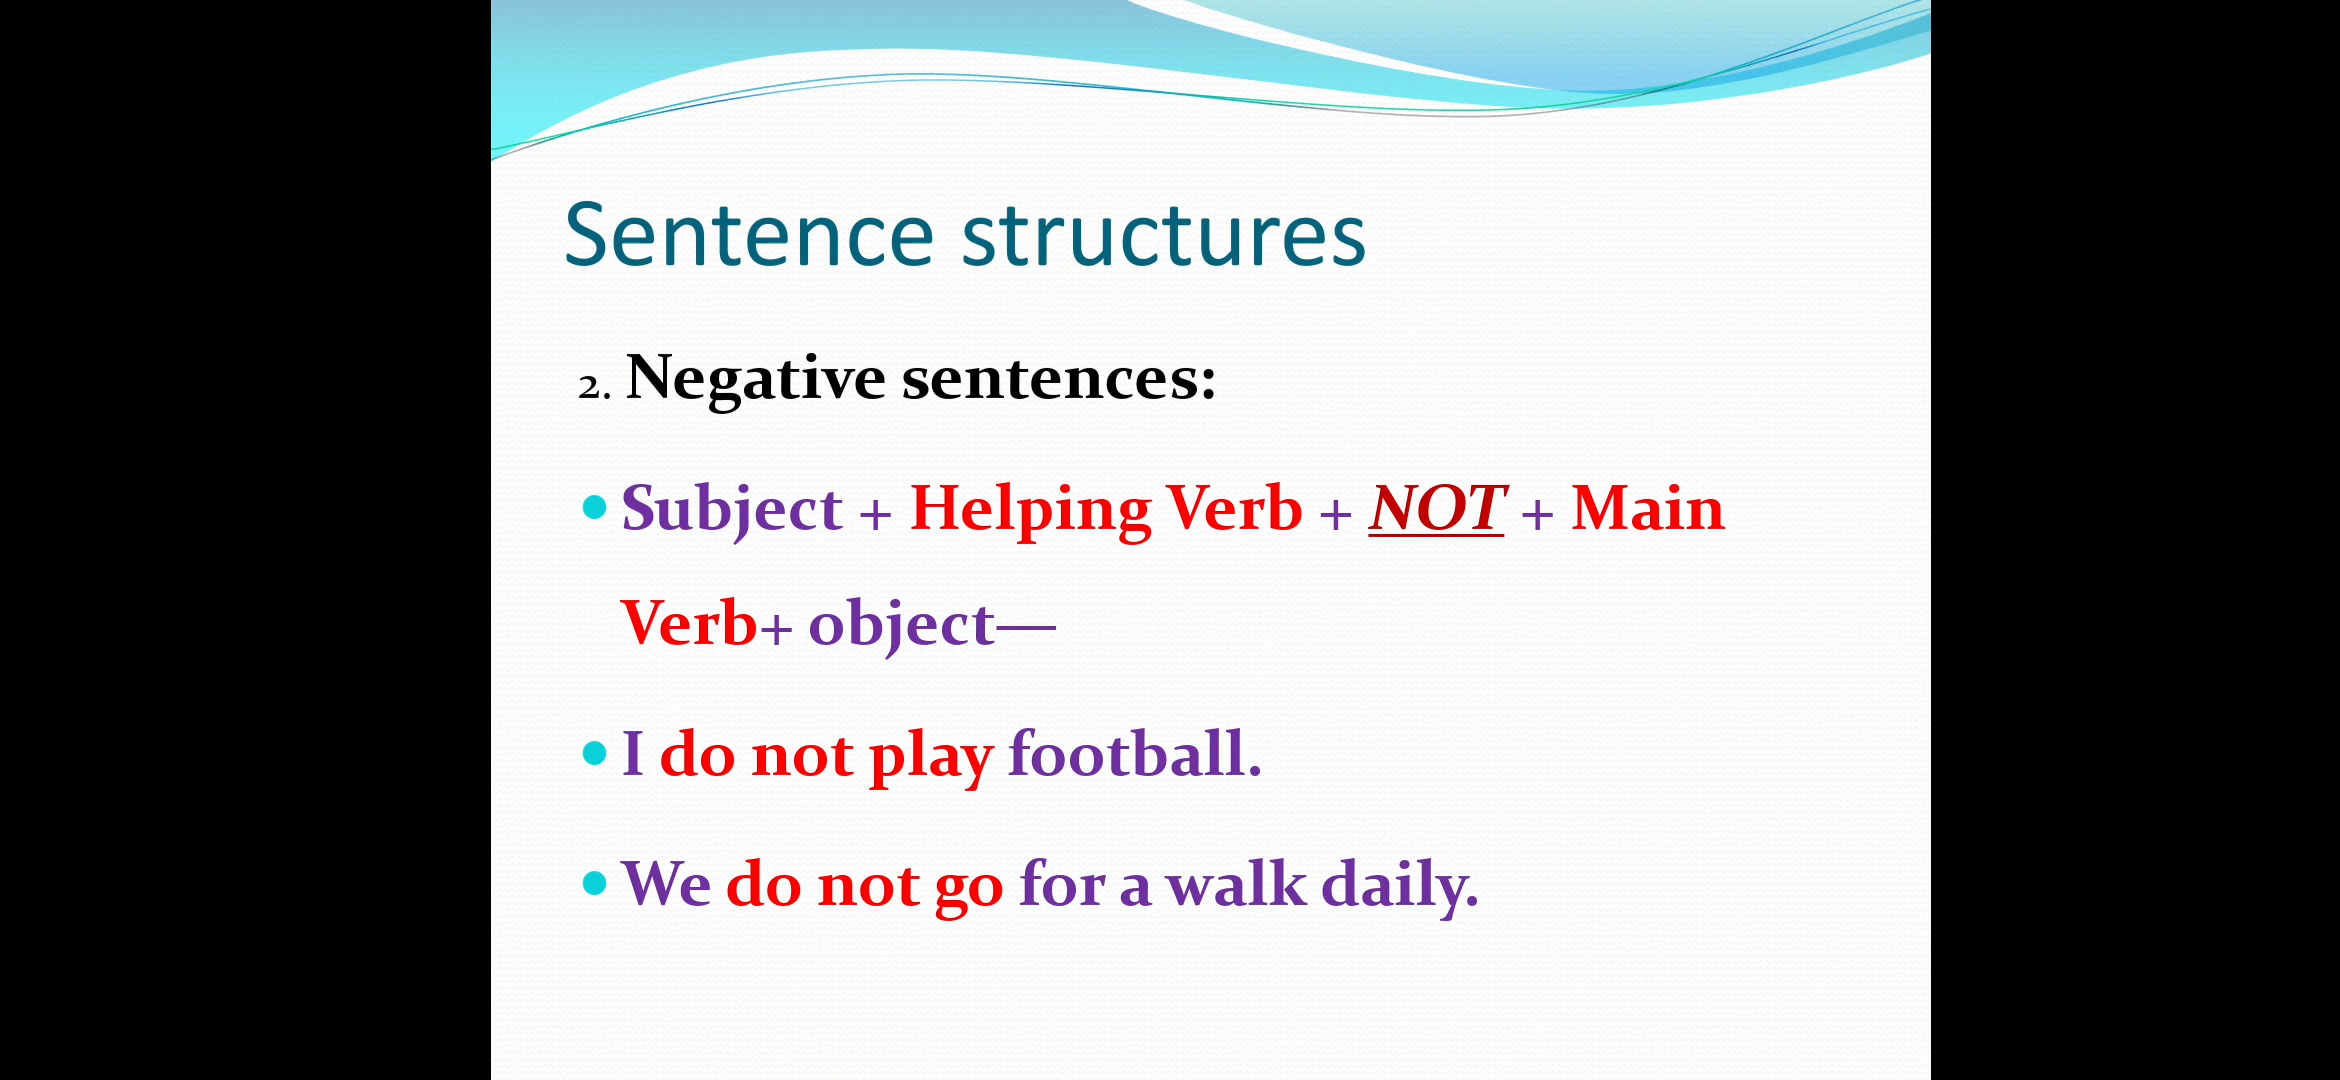 Sentence structures
2. Negative sentences:
Subject + Helping Verb + NOT + Main
Verb+ object—
I do not play football.
We do not go for a walk daily.